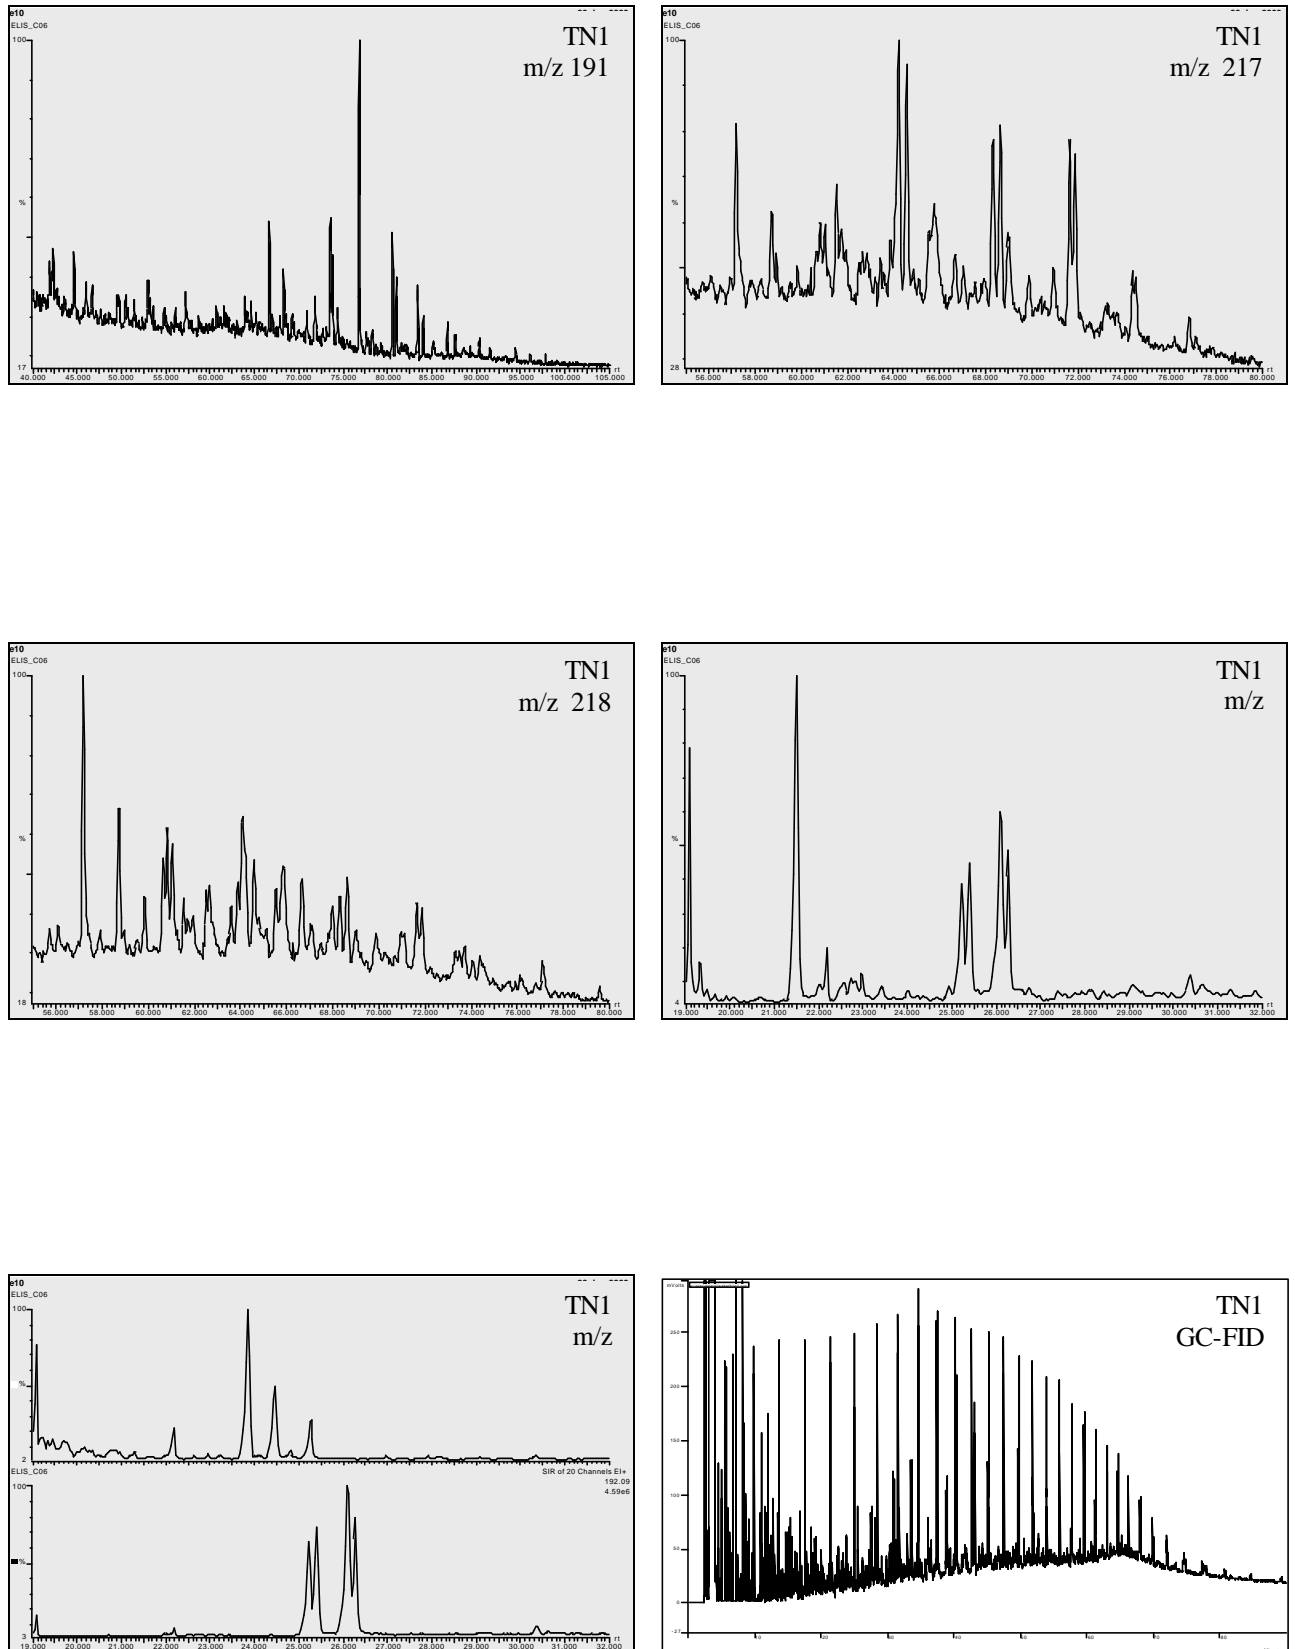 e10
ELIS_C06
TN1
m/z 191
100
%
17
40.000 45.000 50.000 55.000 60.000 65.000 70.000 75.000 80.000 85.000 90.000 95.000 100.000 105.000
rt
e10
ELIS_C06
TN1
m/z 217
100
%
28
56.000 58.000 60.000 62.000 64.000 66.000 68.000 70.000 72.000 74.000 76.000 78.000 80.000
rt
e10
ELIS_C06
TN1
m/z 218
100
%
18
56.000 58.000 60.000 62.000 64.000 66.000 68.000 70.000 72.000 74.000 76.000 78.000 80.000
rt
e10
ELIS_C06
TN1
m/z
100
%
4
19.000 20.000 21.000 22.000 23.000 24.000 25.000 26.000 27.000 28.000 29.000 30.000 31.000 32.000
rt
e10
ELIS_C06
TN1
m/z
100
%
2
ELIS_C06
SIR of 20 Channels EI+
192.09
4.59e6
100
%
3
19.000 20.000 21.000 22.000 23.000 24.000 25.000 26.000 27.000 28.000 29.000 30.000 31.000 32.000
rt
mVolts
TN1
GC-FID
250
200
150
100
50
0
-27
10 20 30 40 50 60 70 80